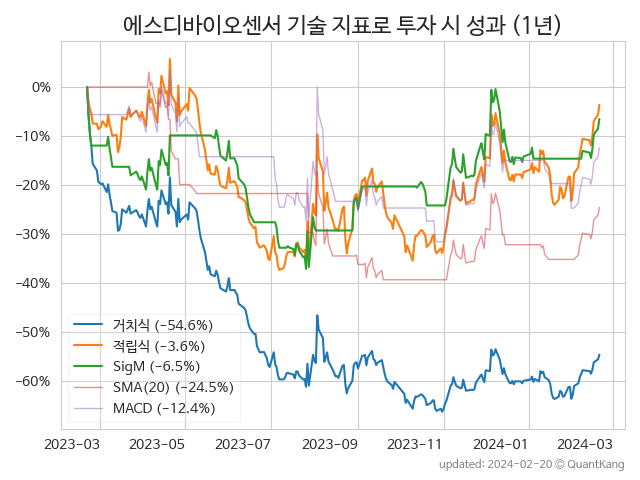 에스디바이오센서 기술 지표로 투자 시 성과 (1년)
0%
−10%
−20%
−30%
−40%
−50%
−60%
거치식 (−54.6%)
적립식 (−3.6%)
SigM (−6.5%)
SMA(20) (−24.5%)
MACD (−12.4%)
2023−03 2023−05 2023−07 2023−09 2023−11 2024−01 2024−03
updated: 2024−02−20 © QuantKang